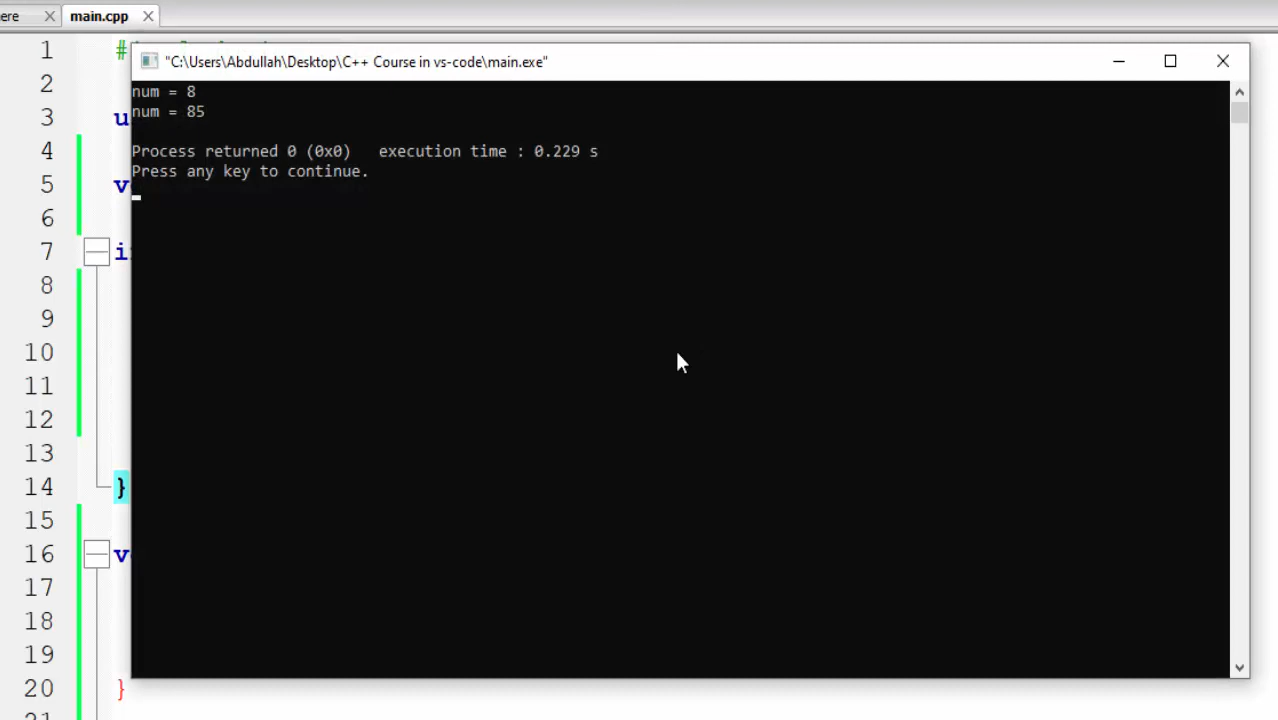 ere
main.cpp
"C:\Users\Abdullah\Desktop\C++ Course in vs-code\main.exe"
num = 8
num = 85
Process returned 0 (0x0)   execution time : 0.229 s
Press any key to continue.
1 #
2
3 u
4
5 v
6
7 i
8
9
10
11
12
13
14 }
15
16 v
17
18
19
20 }